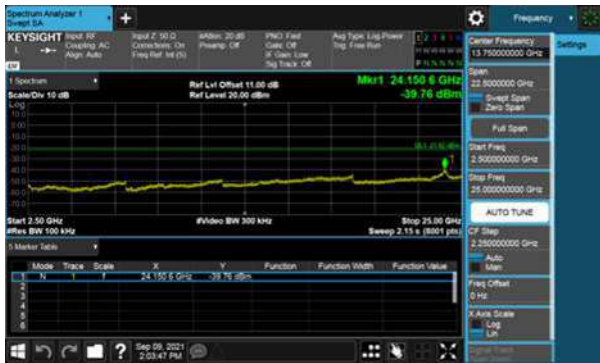 Spectrum Analyzer 1
Swept SA
+
Frequency
KEYSIGHT
Input: RF
Coupling: AC
Align: Auto
Input Z: 50 Ω
Corrections: On
Freq Ref: Int (S)
#Atten: 20 dB
Preamp: Off
PNO: Fast
Gate: Off
IF Gain: Low
Sig Track: Off
Avg Type: Log-Power
Trig: Free Run
Center Frequency
13.750000000 GHz
Settings
Span
22.5000000 GHz
Swept Span
Zero Span
Full Span
Start Freq
2.500000000 GHz
Stop Freq
25.000000000 GHz
AUTO TUNE
CF Step
2.250000000 GHz
Auto
Man
Freq Offset
0 Hz
X Axis Scale
Log
Lin
1 Spectrum
Scale/Div 10 dB
Ref Lvl Offset 11.00 dB
Ref Level 20.00 dBm
Mkr1 24.150 6 GHz
-39.76 dBm
Log
Start 2.50 GHz
#Res BW 100 kHz
#Video BW 300 kHz
Stop 25.00 GHz
Sweep 2.15 s (8001 pts)
5 Marker Table
Mode Trace Scale X Y Function Function Width Function Value
1 N 1 f 24.150 6 GHz -39.76 dBm
2
3
4
5
6
Sep 09, 2021
2:03:47 PM